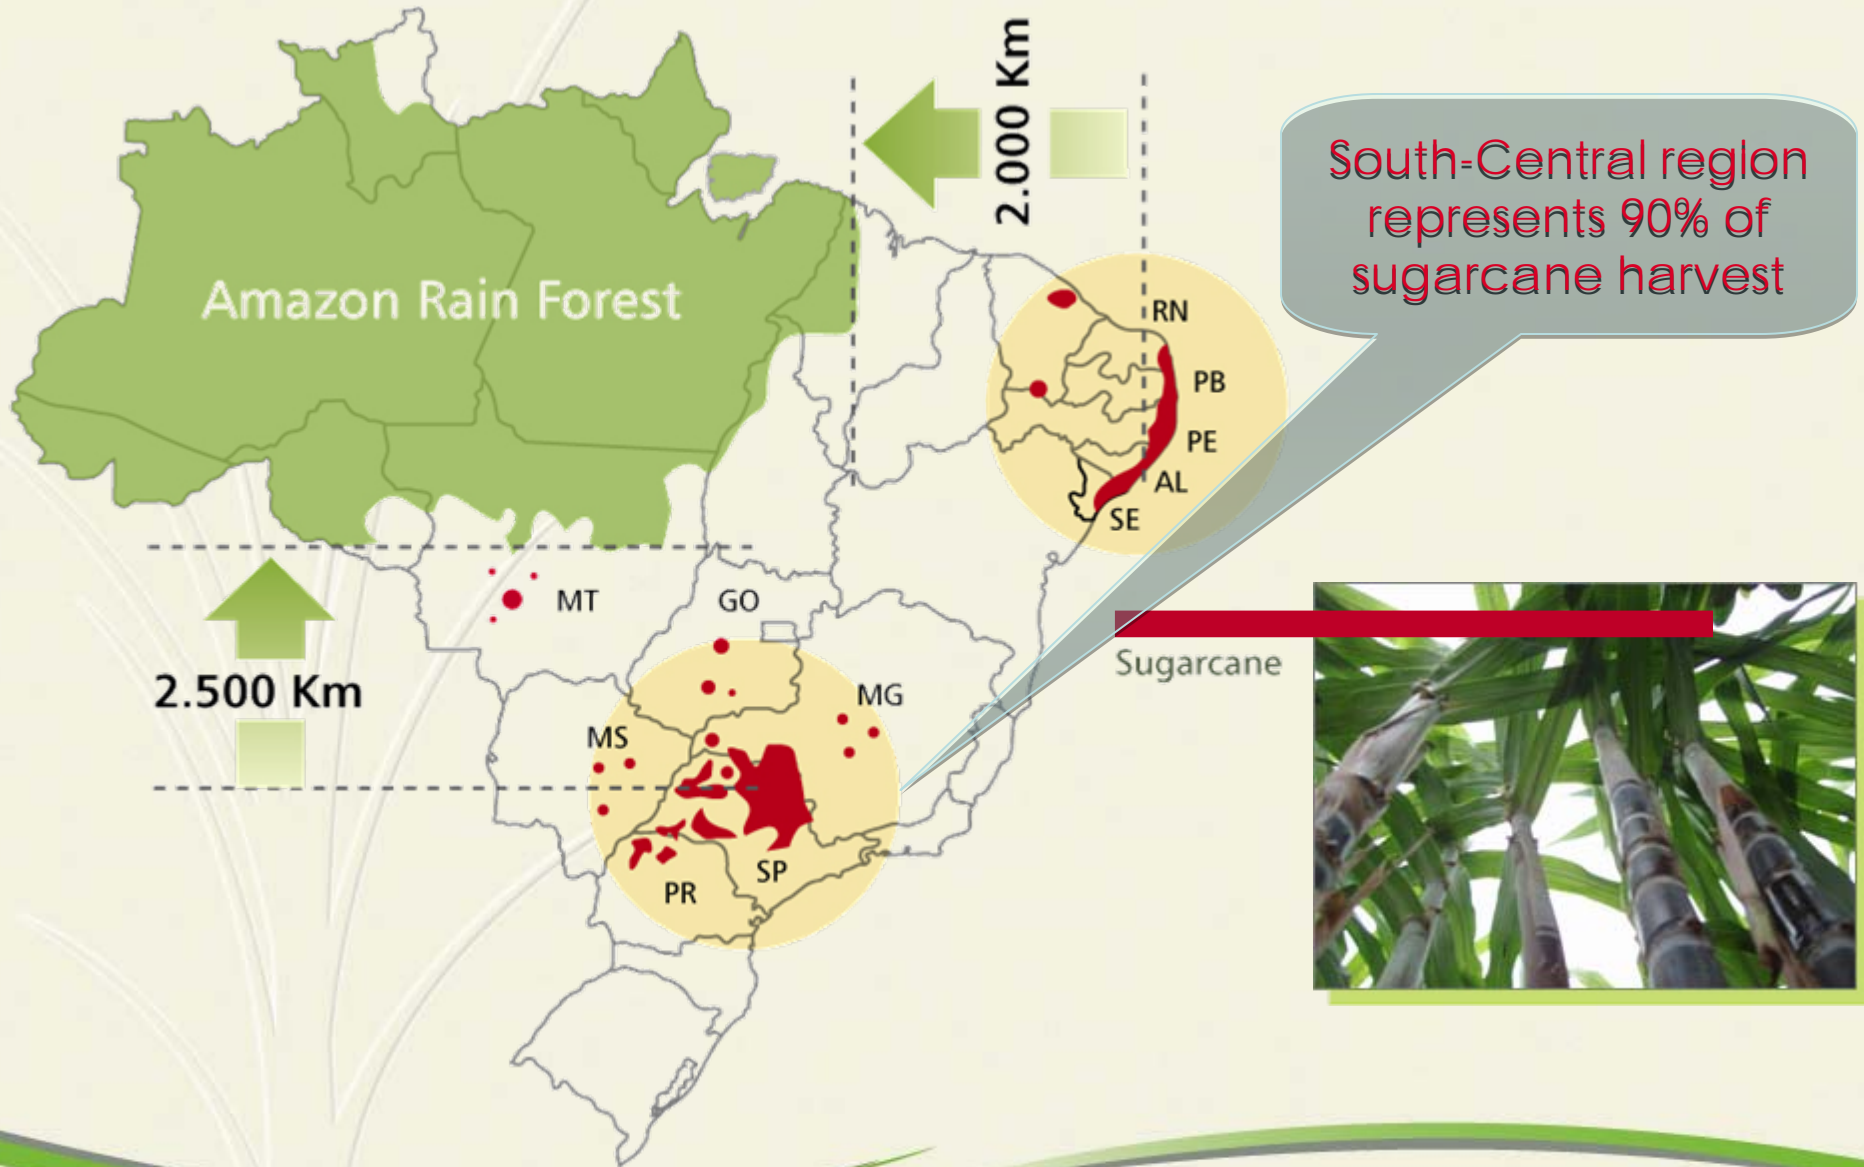 2.000 Km
South-Central region
represents 90% of
sugarcane harvest
Amazon Rain Forest
RN
PB
PE
AL
SE
MT
GO
Sugarcane
2.500 Km
MG
MS
SP
PR